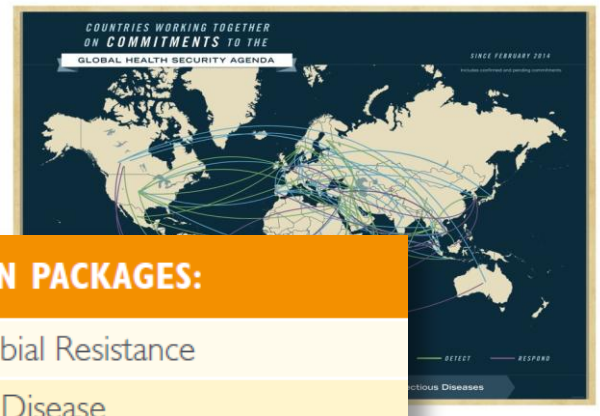 COUNTRIES WORKING TOGETHER
ON COMMITMENTS TO THE
GLOBAL HEALTH SECURITY AGENDA
SINCE FEBRUARY 2014
Includes confirmed and pending commitments
N PACKAGES:
bial Resistance
Disease
DETECT
RESPOND
ctious Diseases